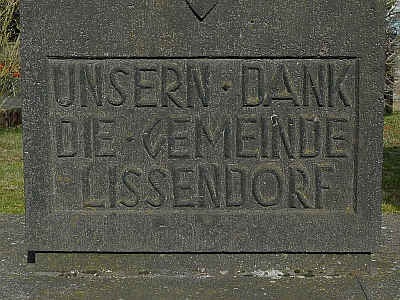 UNSERN · DANK
DIE · GEMEINDE
LISSENDORF